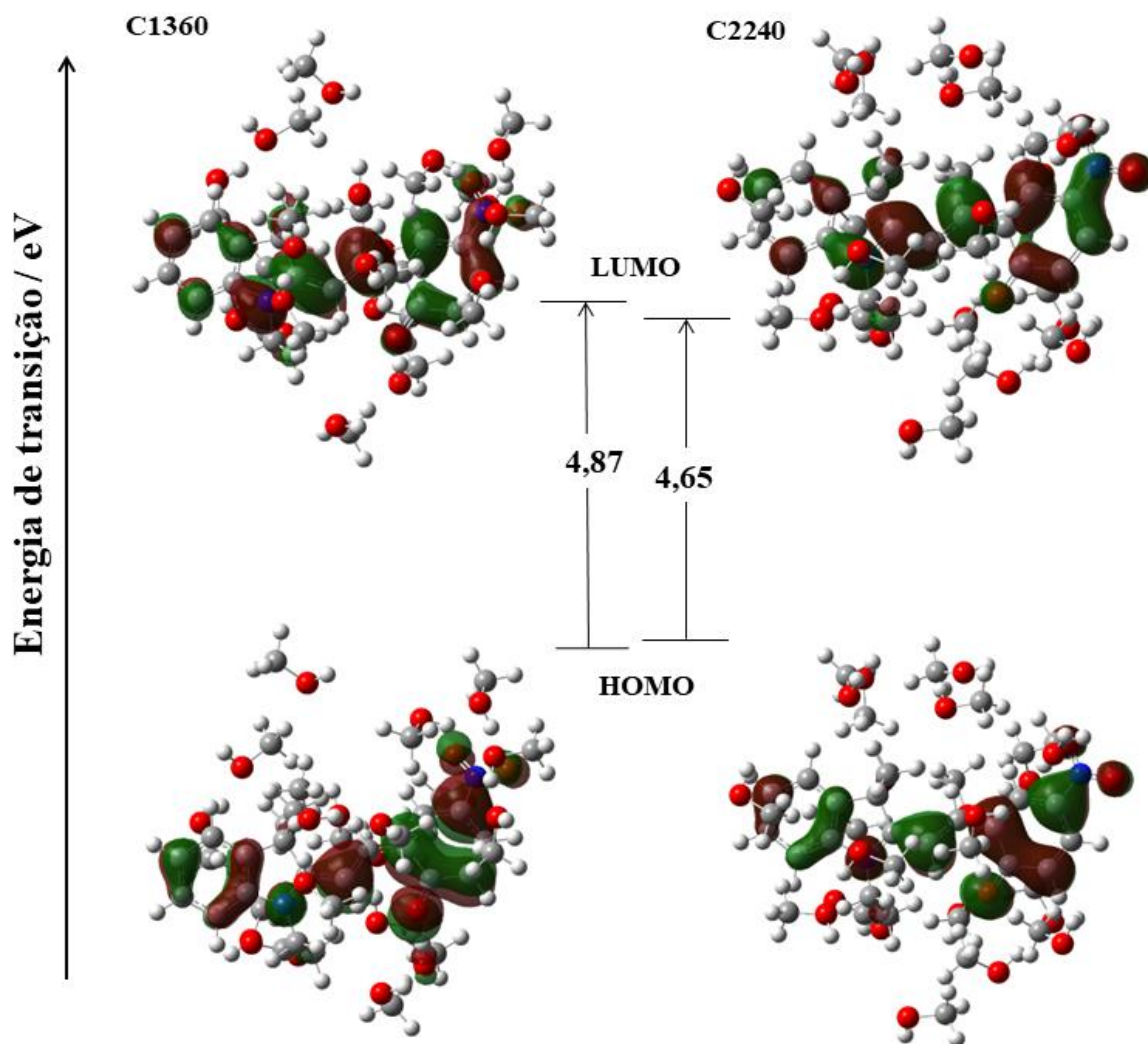 C1360
C2240
Energia de transição / eV
LUMO
4,87
4,65
HOMO